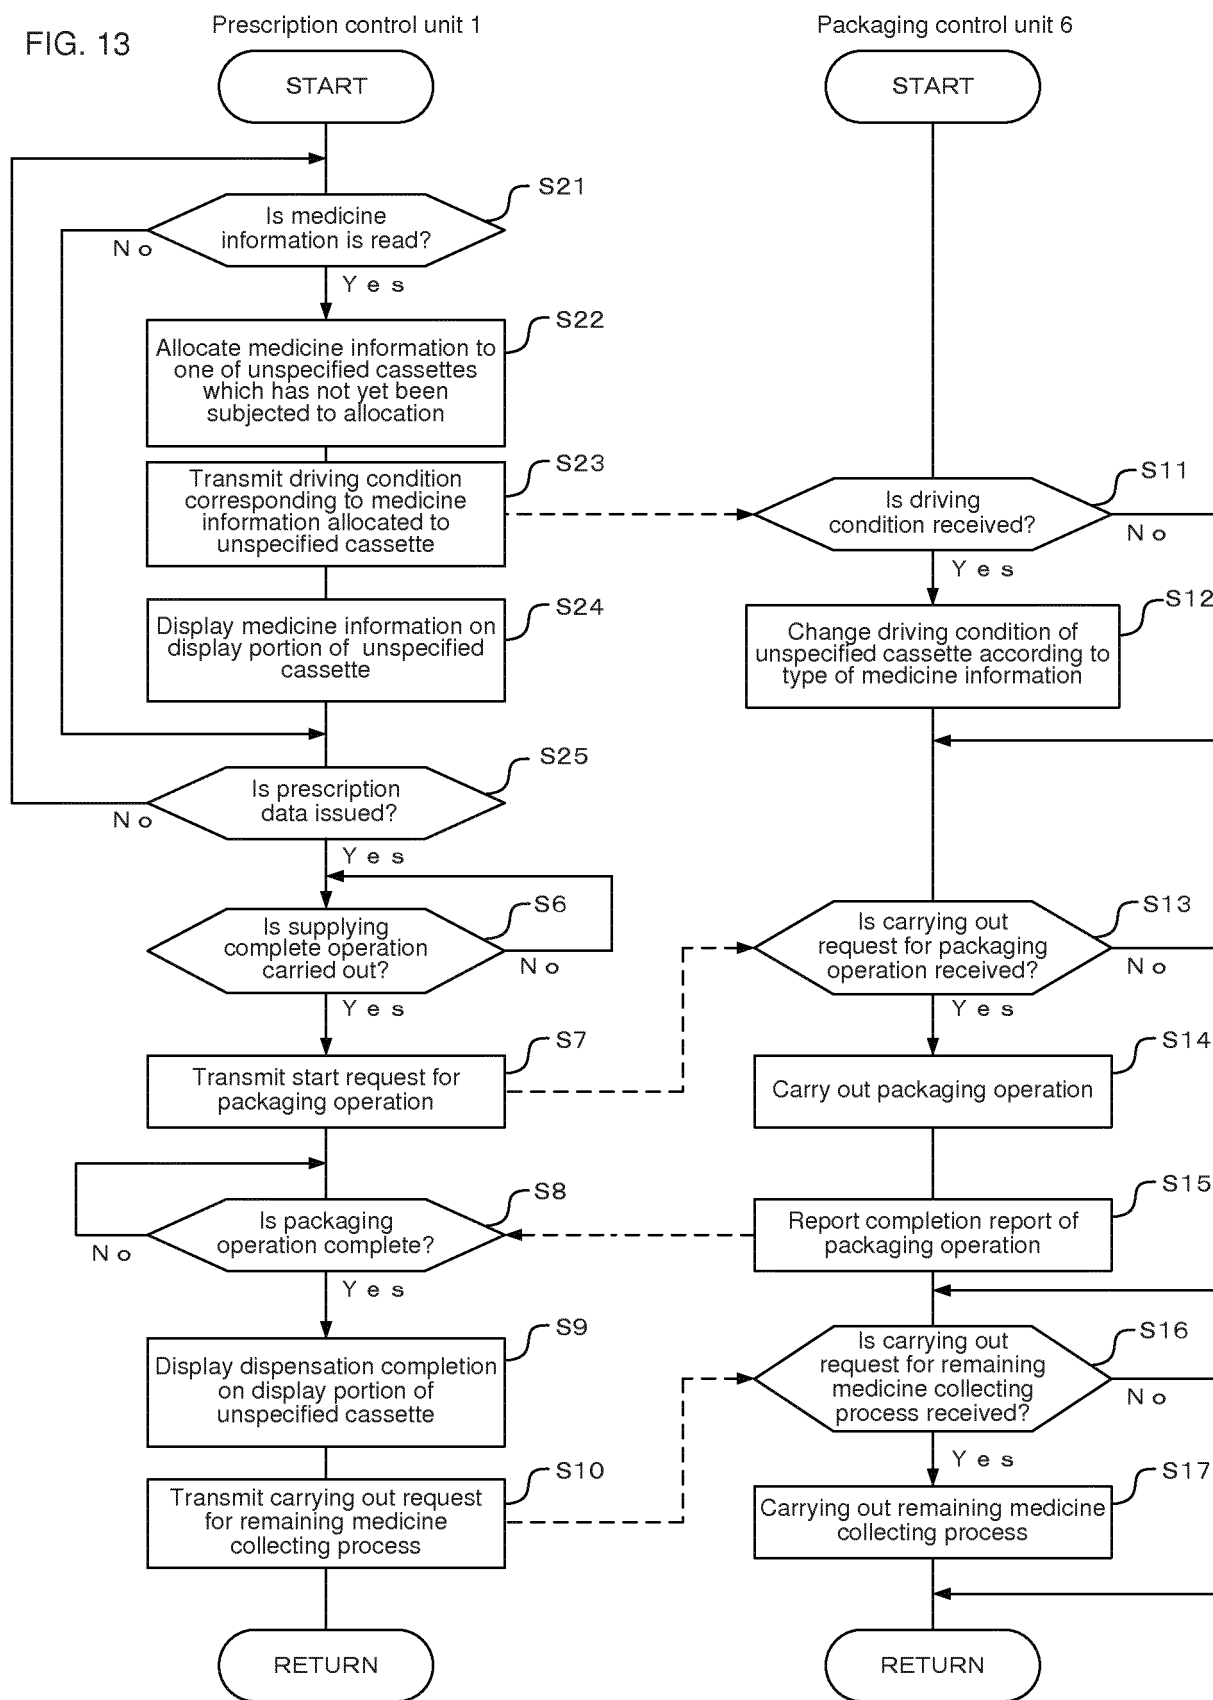 FIG. 13
Prescription control unit 1
START
S21
Is medicine
information is read?
No
Yes
S22
Allocate medicine information to
one of unspecified cassettes
which has not yet been
subjected to allocation
S23
Transmit driving condition
corresponding to medicine
information allocated to
unspecified cassette
S24
Display medicine information on
display portion of unspecified
cassette
S25
Is prescription
data issued?
No
Yes
S6
Is supplying
complete operation
carried out?
No
Yes
S7
Transmit start request for
packaging operation
S8
Is packaging
operation complete?
No
Yes
S9
Display dispensation completion
on display portion of
unspecified cassette
S10
Transmit carrying out request
for remaining medicine
collecting process
RETURN
Packaging control unit 6
START
S11
Is driving
condition received?
No
Yes
S12
Change driving condition of
unspecified cassette according to
type of medicine information
S13
Is carrying out
request for packaging
operation received?
No
Yes
S14
Carry out packaging operation
S15
Report completion report of
packaging operation
S16
Is carrying out
request for remaining
medicine collecting
process received?
No
Yes
S17
Carrying out remaining medicine
collecting process
RETURN